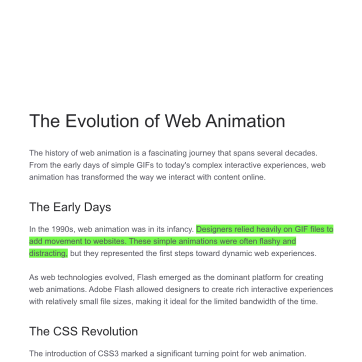 The Evolution of Web Animation
The history of web animation is a fascinating journey that spans several decades.
From the early days of simple GIFs to today's complex interactive experiences, web
animation has transformed the way we interact with content online.
The Early Days
In the 1990s, web animation was in its infancy. Designers relied heavily on GIF files to
add movement to websites. These simple animations were often flashy and
distracting, but they represented the first steps toward dynamic web experiences.
As web technologies evolved, Flash emerged as the dominant platform for creating
web animations. Adobe Flash allowed designers to create rich interactive experiences
with relatively small file sizes, making it ideal for the limited bandwidth of the time.
The CSS Revolution
The introduction of CSS3 marked a significant turning point for web animation.